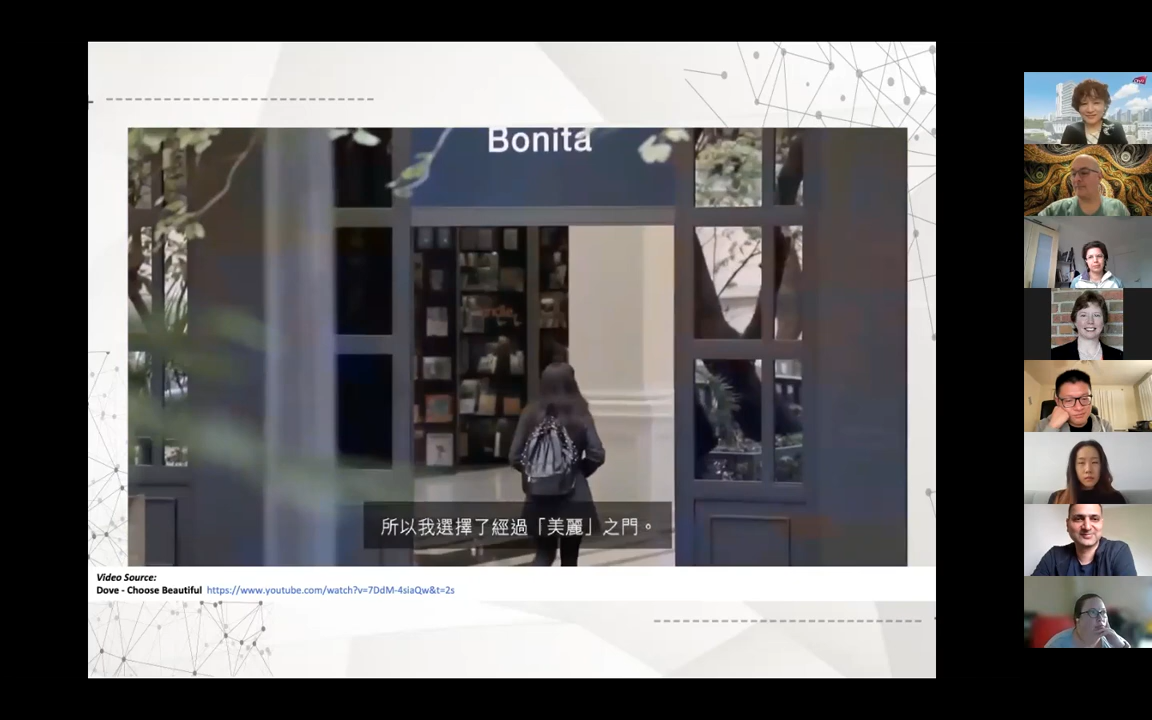 Bonita
所以我選擇了經過「美麗」之門。
Video Source:
Dove - Choose Beautiful https://www.youtube.com/watch?v=7DdM-4siaQw&t=2s